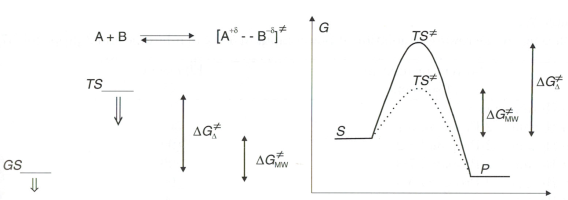 A + B ⇌ [A⁺ᵟ - - B⁻ᵟ]≠
TS
ΔG≠Δ
ΔG≠MW
GS
G
TS≠
TS≠
S
P
ΔG≠MW
ΔG≠Δ